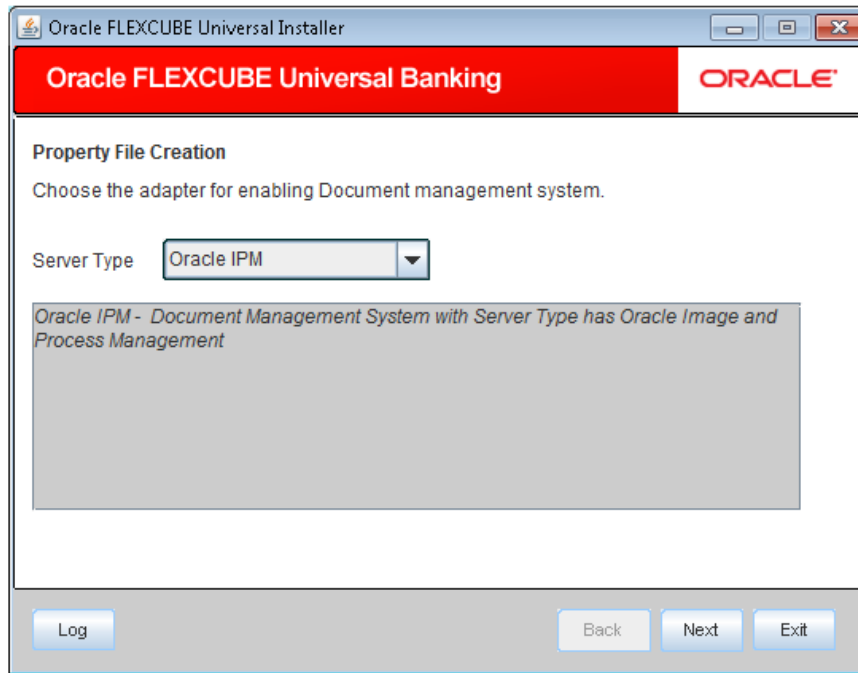 Oracle FLEXCUBE Universal Installer
Oracle FLEXCUBE Universal Banking
ORACLE
Property File Creation
Choose the adapter for enabling Document management system.
Server Type Oracle IPM
Oracle IPM - Document Management System with Server Type has Oracle Image and
Process Management
Log Back Next Exit